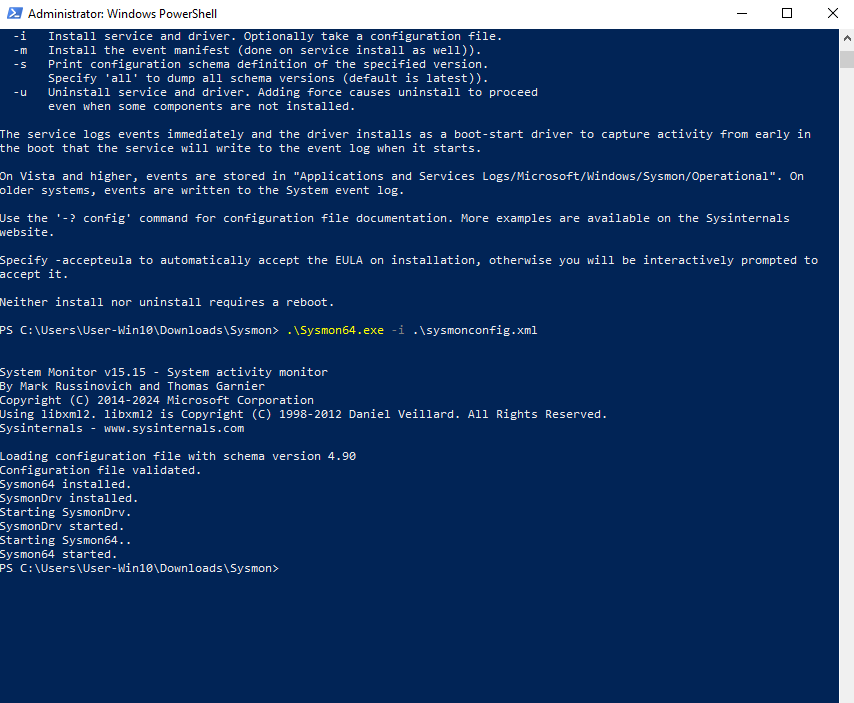 Administrator: Windows PowerShell
-i   Install service and driver. Optionally take a configuration file.
-m   Install the event manifest (done on service install as well)).
-s   Print configuration schema definition of the specified version.
Specify 'all' to dump all schema versions (default is latest)).
-u   Uninstall service and driver. Adding force causes uninstall to proceed
even when some components are not installed.
The service logs events immediately and the driver installs as a boot-start driver to capture activity from early in
the boot that the service will write to the event log when it starts.
On Vista and higher, events are stored in "Applications and Services Logs/Microsoft/Windows/Sysmon/Operational". On
older systems, events are written to the System event log.
Use the '-? config' command for configuration file documentation. More examples are available on the Sysinternals
website.
Specify -accepteula to automatically accept the EULA on installation, otherwise you will be interactively prompted to
accept it.
Neither install nor uninstall requires a reboot.
PS C:\Users\User-Win10\Downloads\Sysmon> .\Sysmon64.exe -i .\sysmonconfig.xml
System Monitor v15.15 - System activity monitor
By Mark Russinovich and Thomas Garnier
Copyright (C) 2014-2024 Microsoft Corporation
Using libxml2. libxml2 is Copyright (C) 1998-2012 Daniel Veillard. All Rights Reserved.
Sysinternals - www.sysinternals.com
Loading configuration file with schema version 4.90
Configuration file validated.
Sysmon64 installed.
SysmonDrv installed.
Starting SysmonDrv.
SysmonDrv started.
Starting Sysmon64..
Sysmon64 started.
PS C:\Users\User-Win10\Downloads\Sysmon>